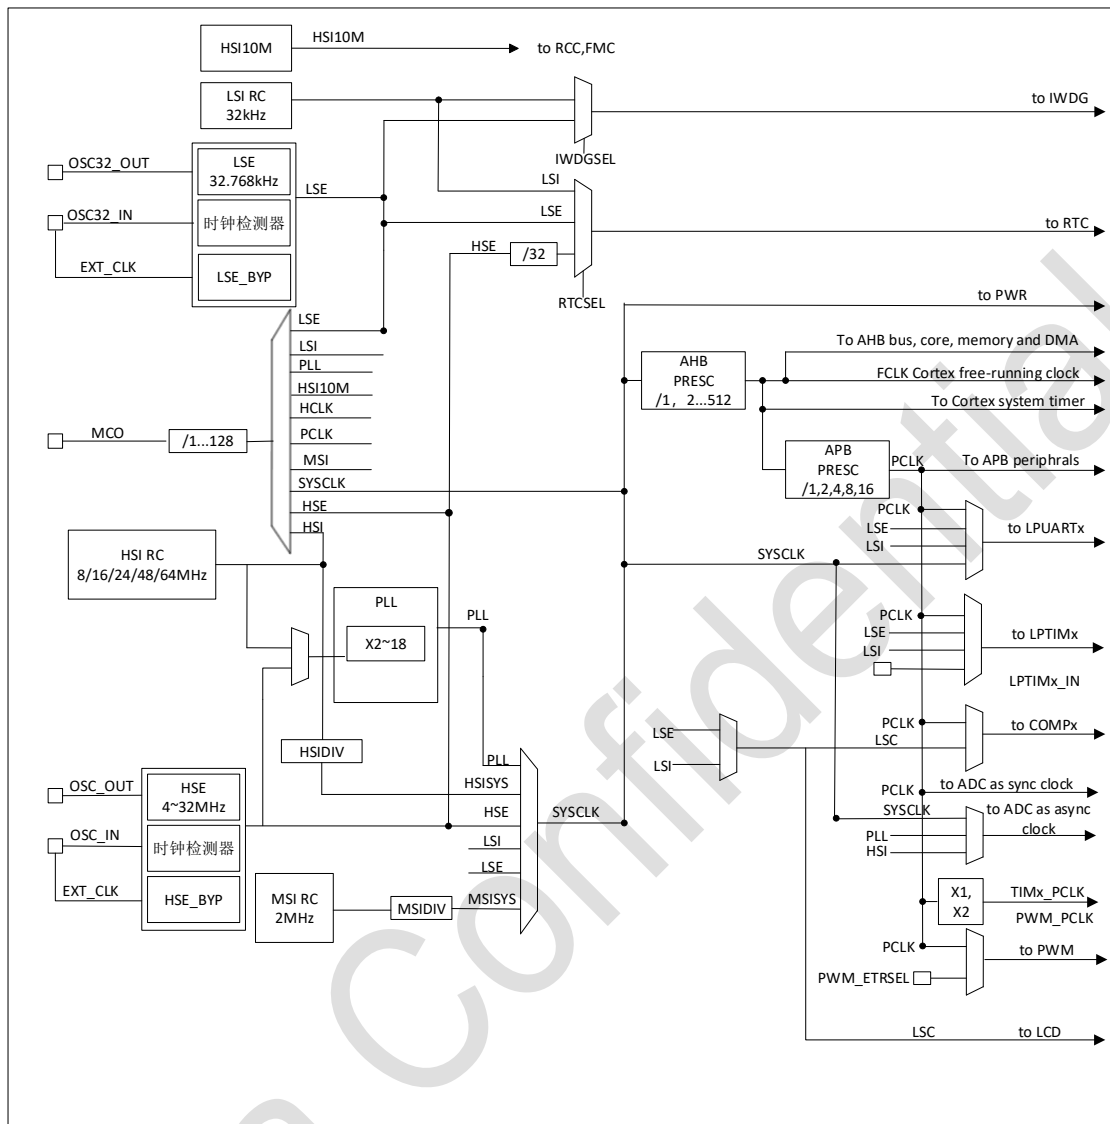 HSI10M
HSI10M
to RCC,FMC
LSI RC
32kHz
to IWDG
IWDGSEL
OSC32_OUT
LSE
32.768kHz
LSE
LSI
OSC32_IN
时钟检测器
LSE
to RTC
HSE
/32
EXT_CLK
LSE_BYP
RTCSEL
to PWR
LSE
LSI
PLL
HSI10M
HCLK
PCLK
MSI
SYSCLK
HSE
HSI
MCO
/1...128
AHB
PRESC
/1, 2...512
To AHB bus, core, memory and DMA
FCLK Cortex free-running clock
To Cortex system timer
APB
PRESC
/1,2,4,8,16
PCLK
To APB periphrals
PCLK
LSE
LSI
to LPUARTx
SYSCLK
HSI RC
8/16/24/48/64MHz
PLL
X2~18
PLL
PCLK
LSE
LSI
to LPTIMx
LPTIMx_IN
HSIDIV
LSE
LSI
PCLK
LSC
to COMPx
PCLK
to ADC as sync clock
SYSCLK
PLL
HSI
to ADC as async
clock
OSC_OUT
HSE
4~32MHz
OSC_IN
时钟检测器
EXT_CLK
HSE_BYP
MSI RC
2MHz
MSIDIV
PLL
HSISYS
HSE
LSI
LSE
MSISYS
SYSCLK
X1,
X2
TIMx_PCLK
PWM_PCLK
PCLK
to PWM
PWM_ETRSEL
LSC
to LCD
Confidential